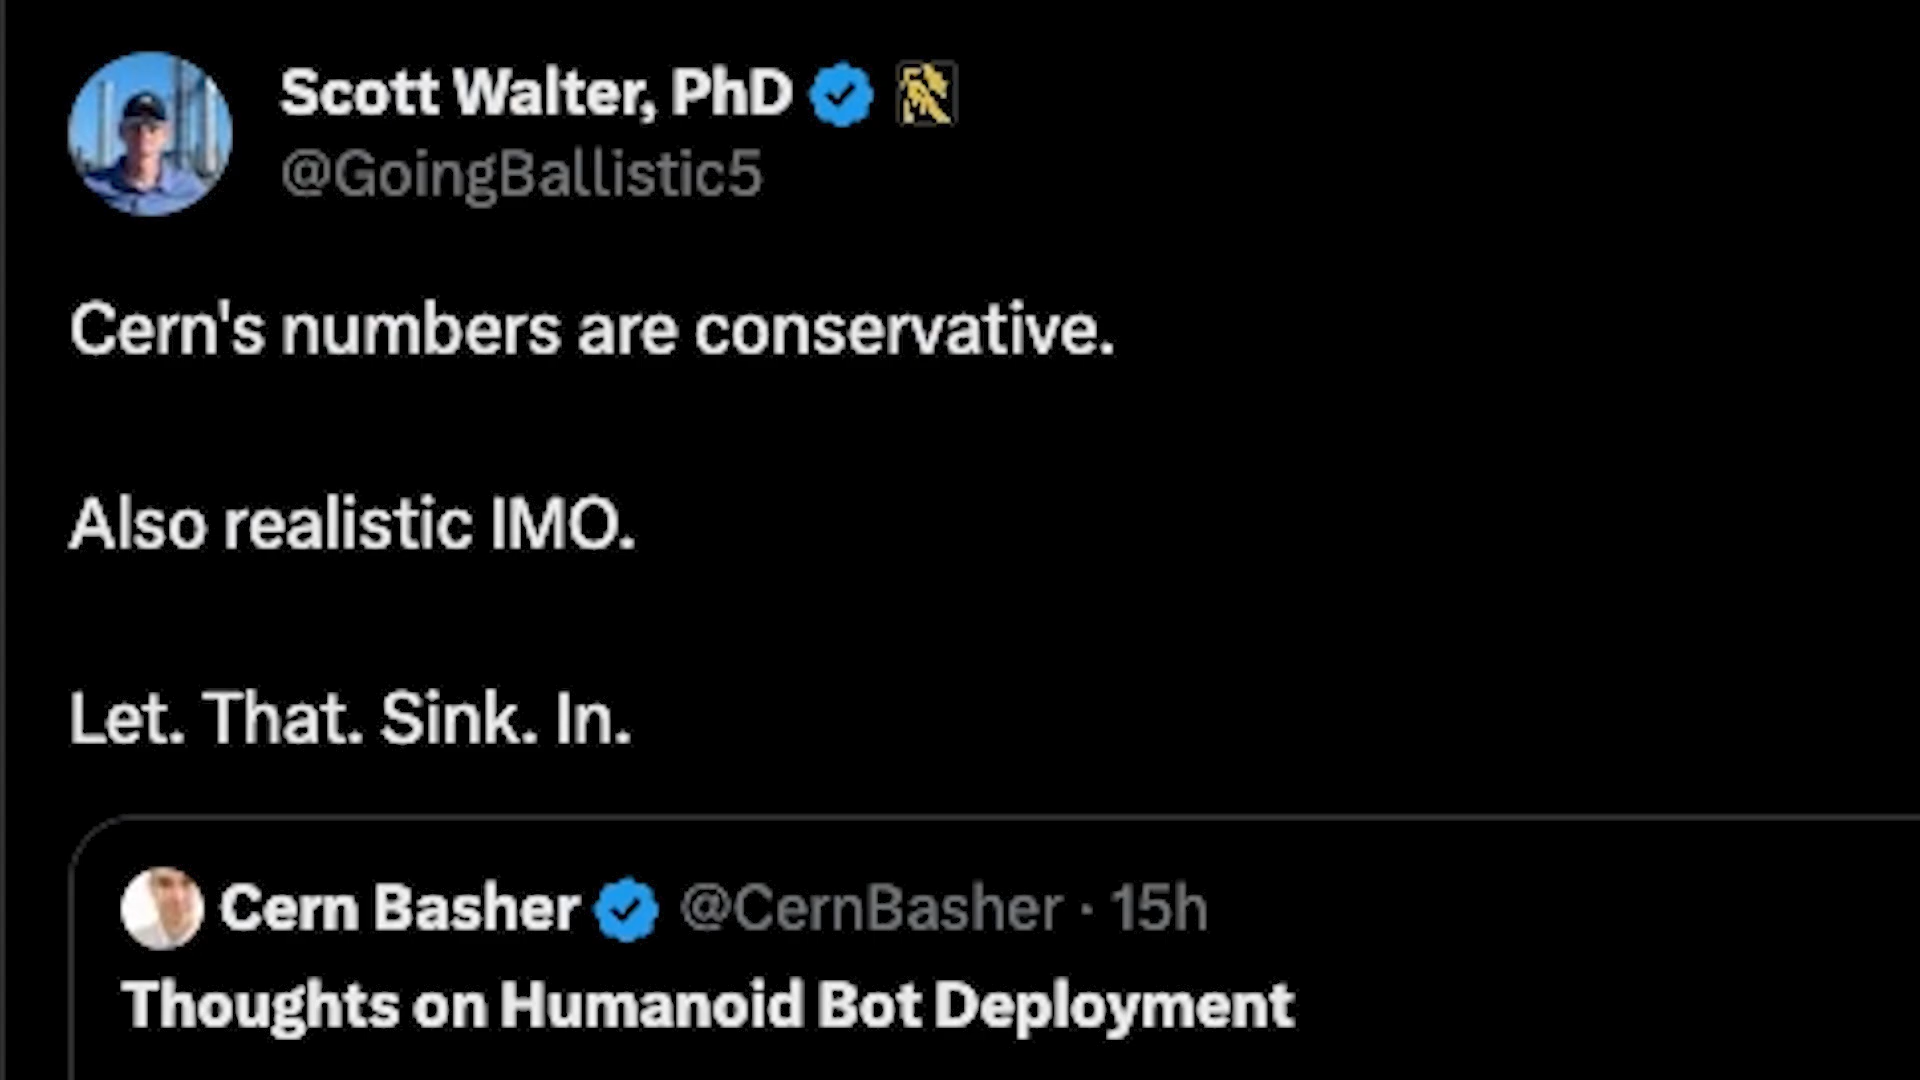 Scott Walter, PhD
@GoingBallistic5
Cern's numbers are conservative.
Also realistic IMO.
Let. That. Sink. In.
Cern Basher @CernBasher · 15h
Thoughts on Humanoid Bot Deployment